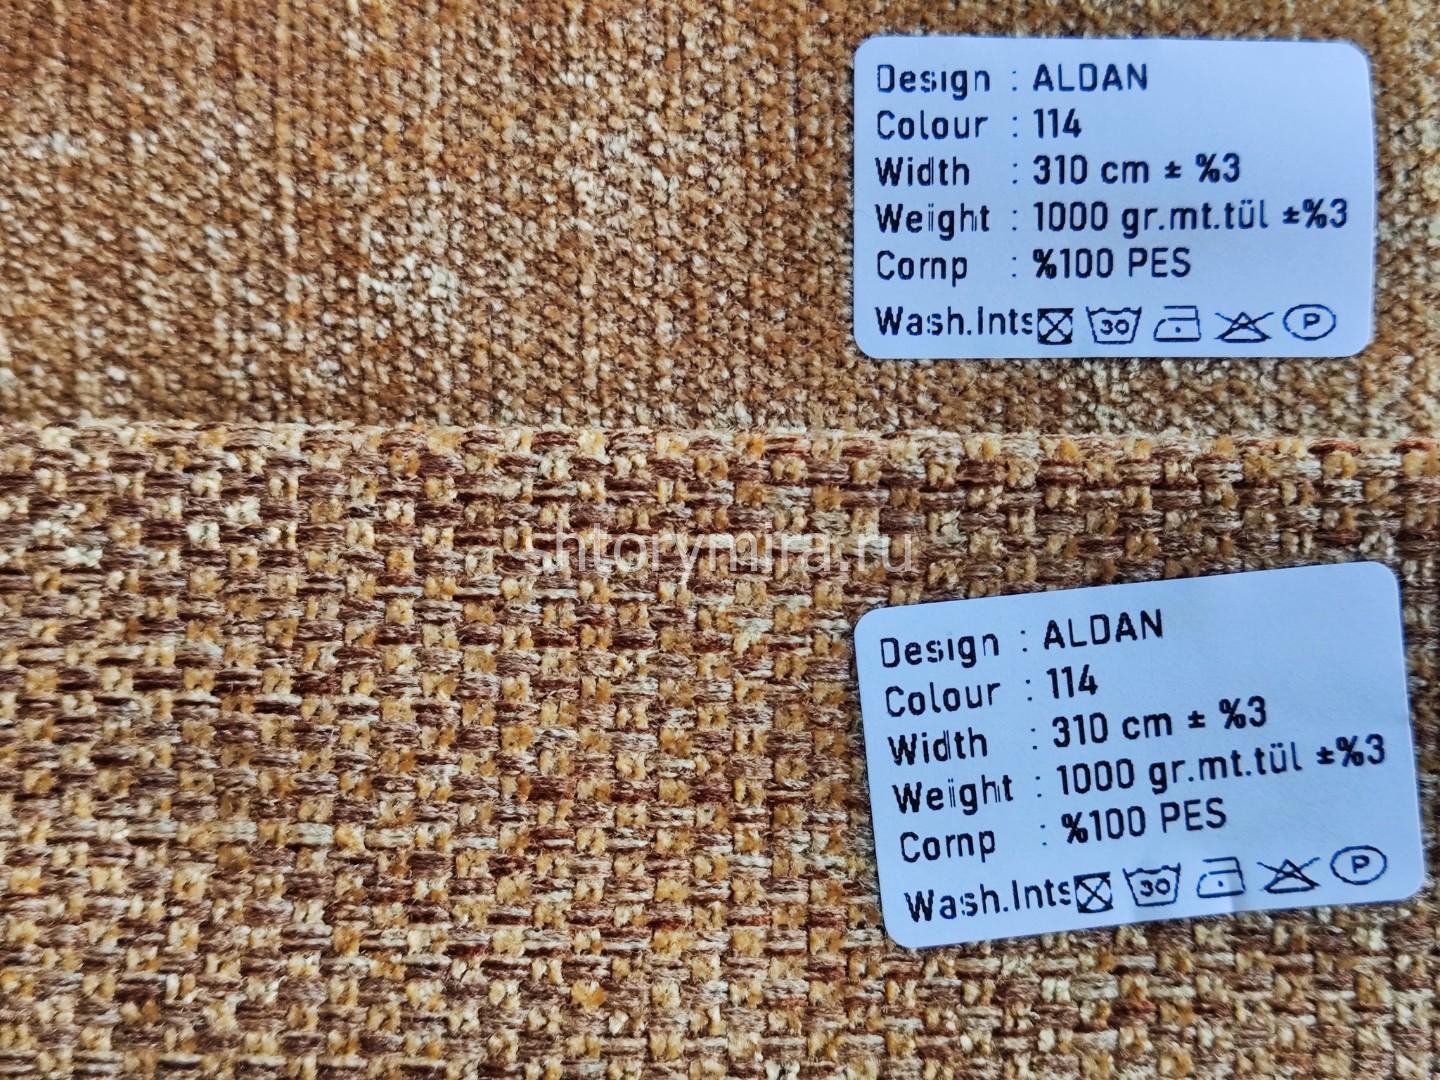 Design : ALDAN
Colour : 114
Width : 310 cm ± %3
Weight : 1000 gr.mt.tül ±%3
Comp : %100 PES
Wash.Ints 30 P
shtorymira.ru
Design : ALDAN
Colour : 114
Width : 310 cm ± %3
Weight : 1000 gr.mt.tül ±%3
Comp : %100 PES
Wash.Ints 30 P